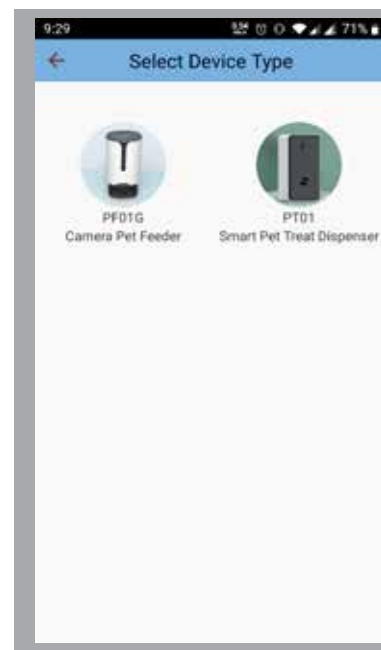 9:29
71%
Select Device Type
PF01G
Camera Pet Feeder
PT01
Smart Pet Treat Dispenser